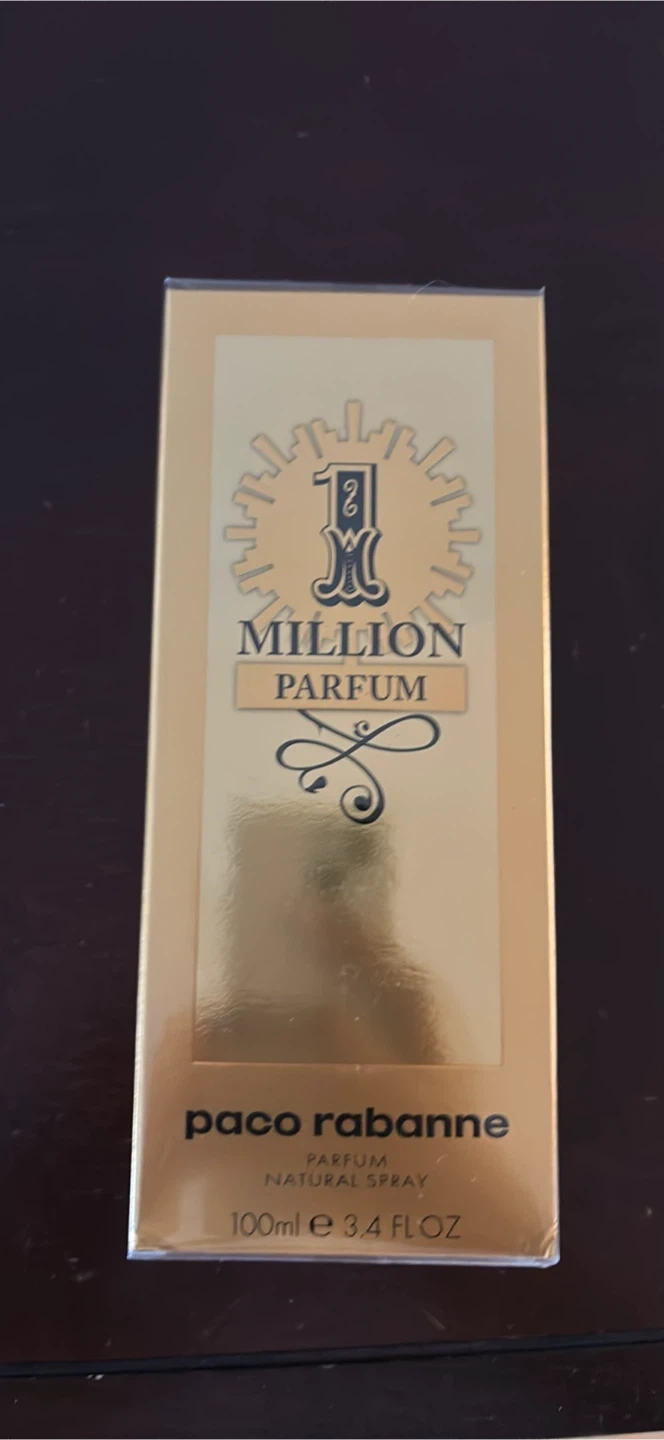 1
MILLION
PARFUM
paco rabanne
PARFUM
NATURAL SPRAY
100ml ℮ 3,4 FL OZ